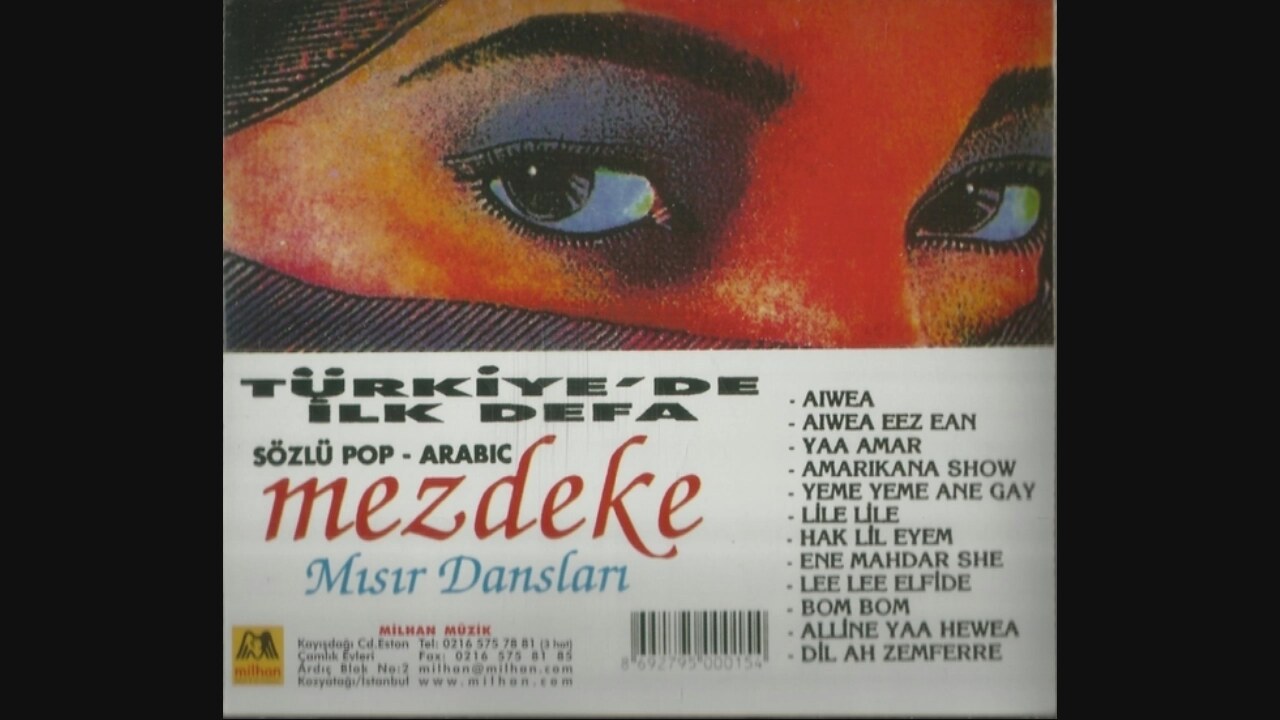 TÜRKİYE'DE
İLK DEFA
SÖZLÜ POP - ARABIC
mezdeke
Mısır Dansları
- AIWEA
- AIWEA EEZ EAN
- YAA AMAR
- AMARIKANA SHOW
- YEME YEME ANE GAY
- LİLE LİLE
- HAK LİL EYEM
- ENE MAHDAR SHE
- LEE LEE ELFİDE
- BOM BOM
- ALLİNE YAA HEWEA
- DİL AH ZEMFERRE
milhan
MİLHAN MÜZİK
Kayışdağı Cd.Eston Tel: 0216 575 78 81 (3 hat)
Çamlık Evleri Fax: 0216 575 81 85
Ardıç Blok No:2 milhan@milhan.com
Kozyatağı/İstanbul www.milhan.com
8 692795 000154